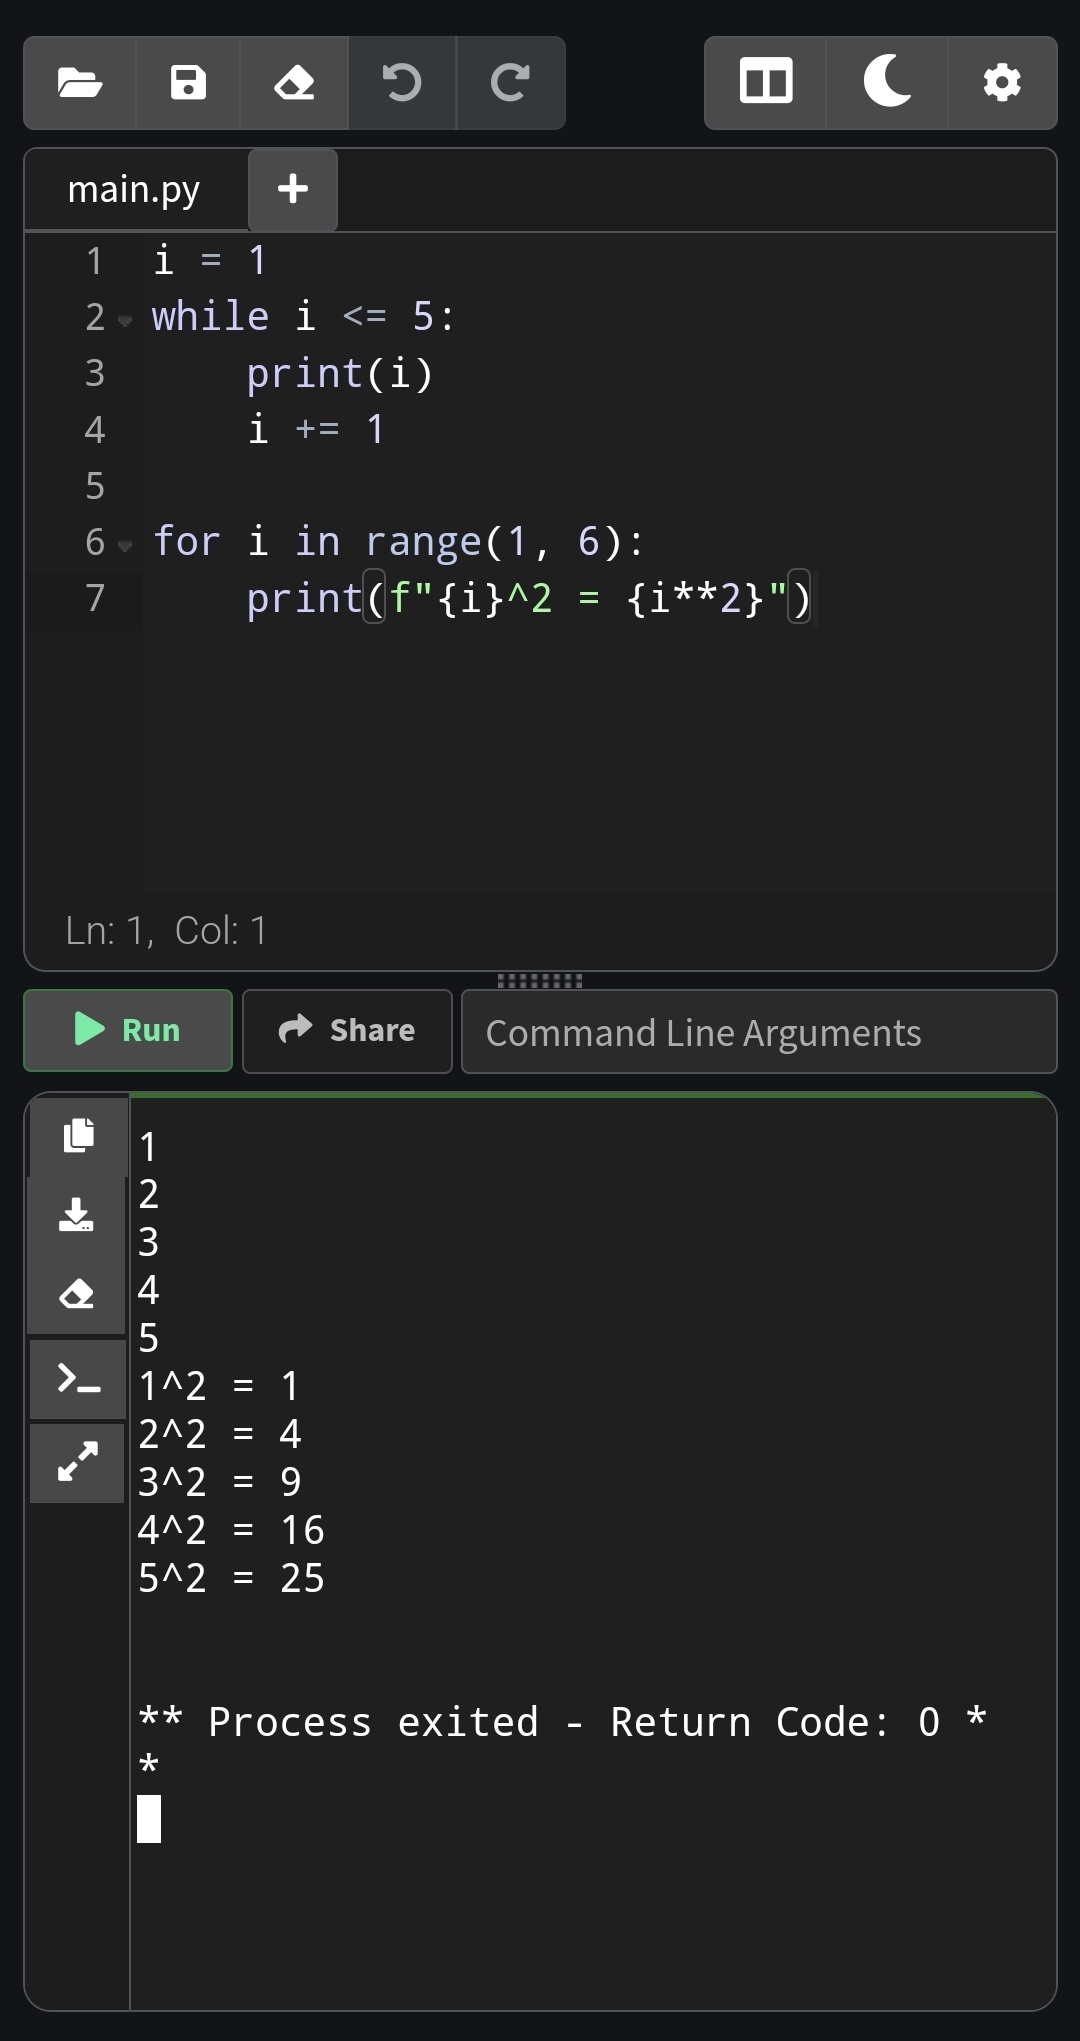 main.py
1 i = 1
2 while i <= 5:
3     print(i)
4     i += 1
5
6 for i in range(1, 6):
7     print(f"{i}^2 = {i**2}")
Ln: 1, Col: 1
Run Share Command Line Arguments
1
2
3
4
5
1^2 = 1
2^2 = 4
3^2 = 9
4^2 = 16
5^2 = 25
** Process exited - Return Code: 0 *
*